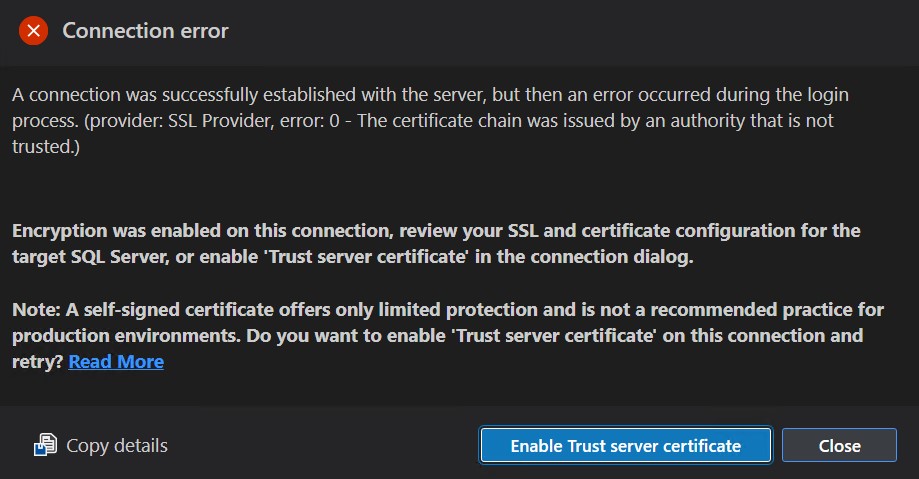 Connection error
A connection was successfully established with the server, but then an error occurred during the login
process. (provider: SSL Provider, error: 0 - The certificate chain was issued by an authority that is not
trusted.)
Encryption was enabled on this connection, review your SSL and certificate configuration for the
target SQL Server, or enable 'Trust server certificate' in the connection dialog.
Note: A self-signed certificate offers only limited protection and is not a recommended practice for
production environments. Do you want to enable 'Trust server certificate' on this connection and
retry? Read More
Copy details
Enable Trust server certificate
Close